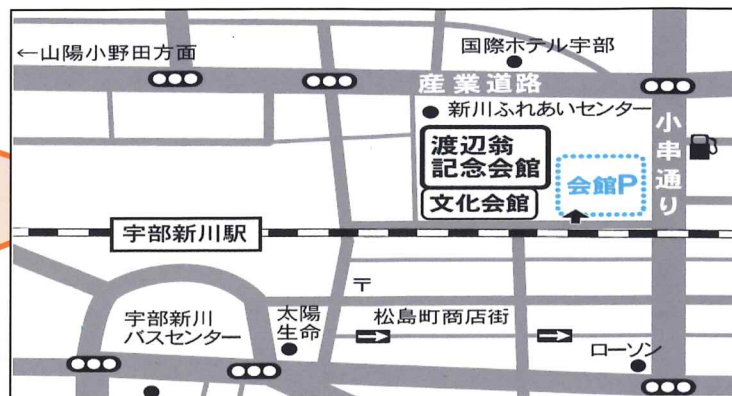 ←山陽小野田方面
国際ホテル宇部
産業道路
新川ふれあいセンター
渡辺翁
記念会館
文化会館
会館P
小串通り
宇部新川駅
〒
宇部新川
バスセンター
太陽
生命
松島町商店街
ローソン